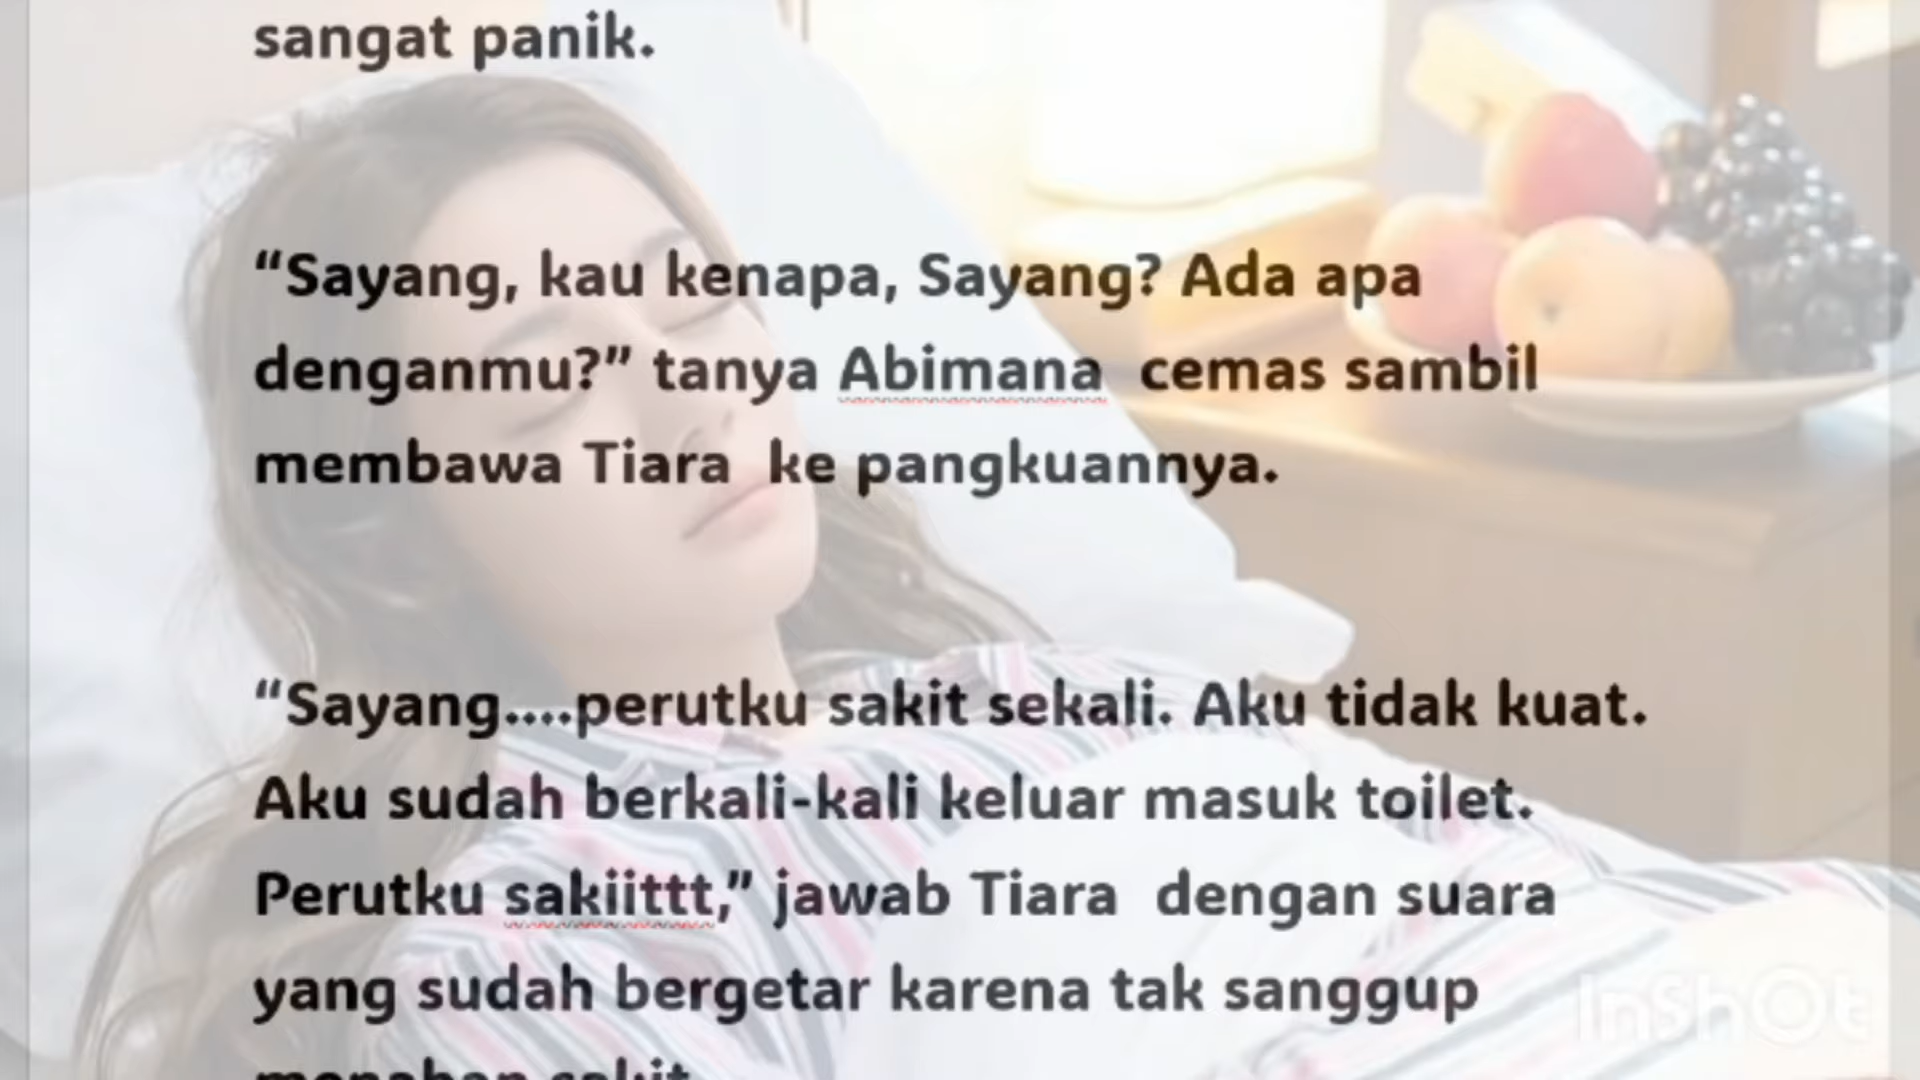 sangat panik.
“Sayang, kau kenapa, Sayang? Ada apa
denganmu?” tanya Abimana cemas sambil
membawa Tiara ke pangkuannya.
“Sayang....perutku sakit sekali. Aku tidak kuat.
Aku sudah berkali-kali keluar masuk toilet.
Perutku sakiittt,” jawab Tiara dengan suara
yang sudah bergetar karena tak sanggup
menahan sakit.
InShOt